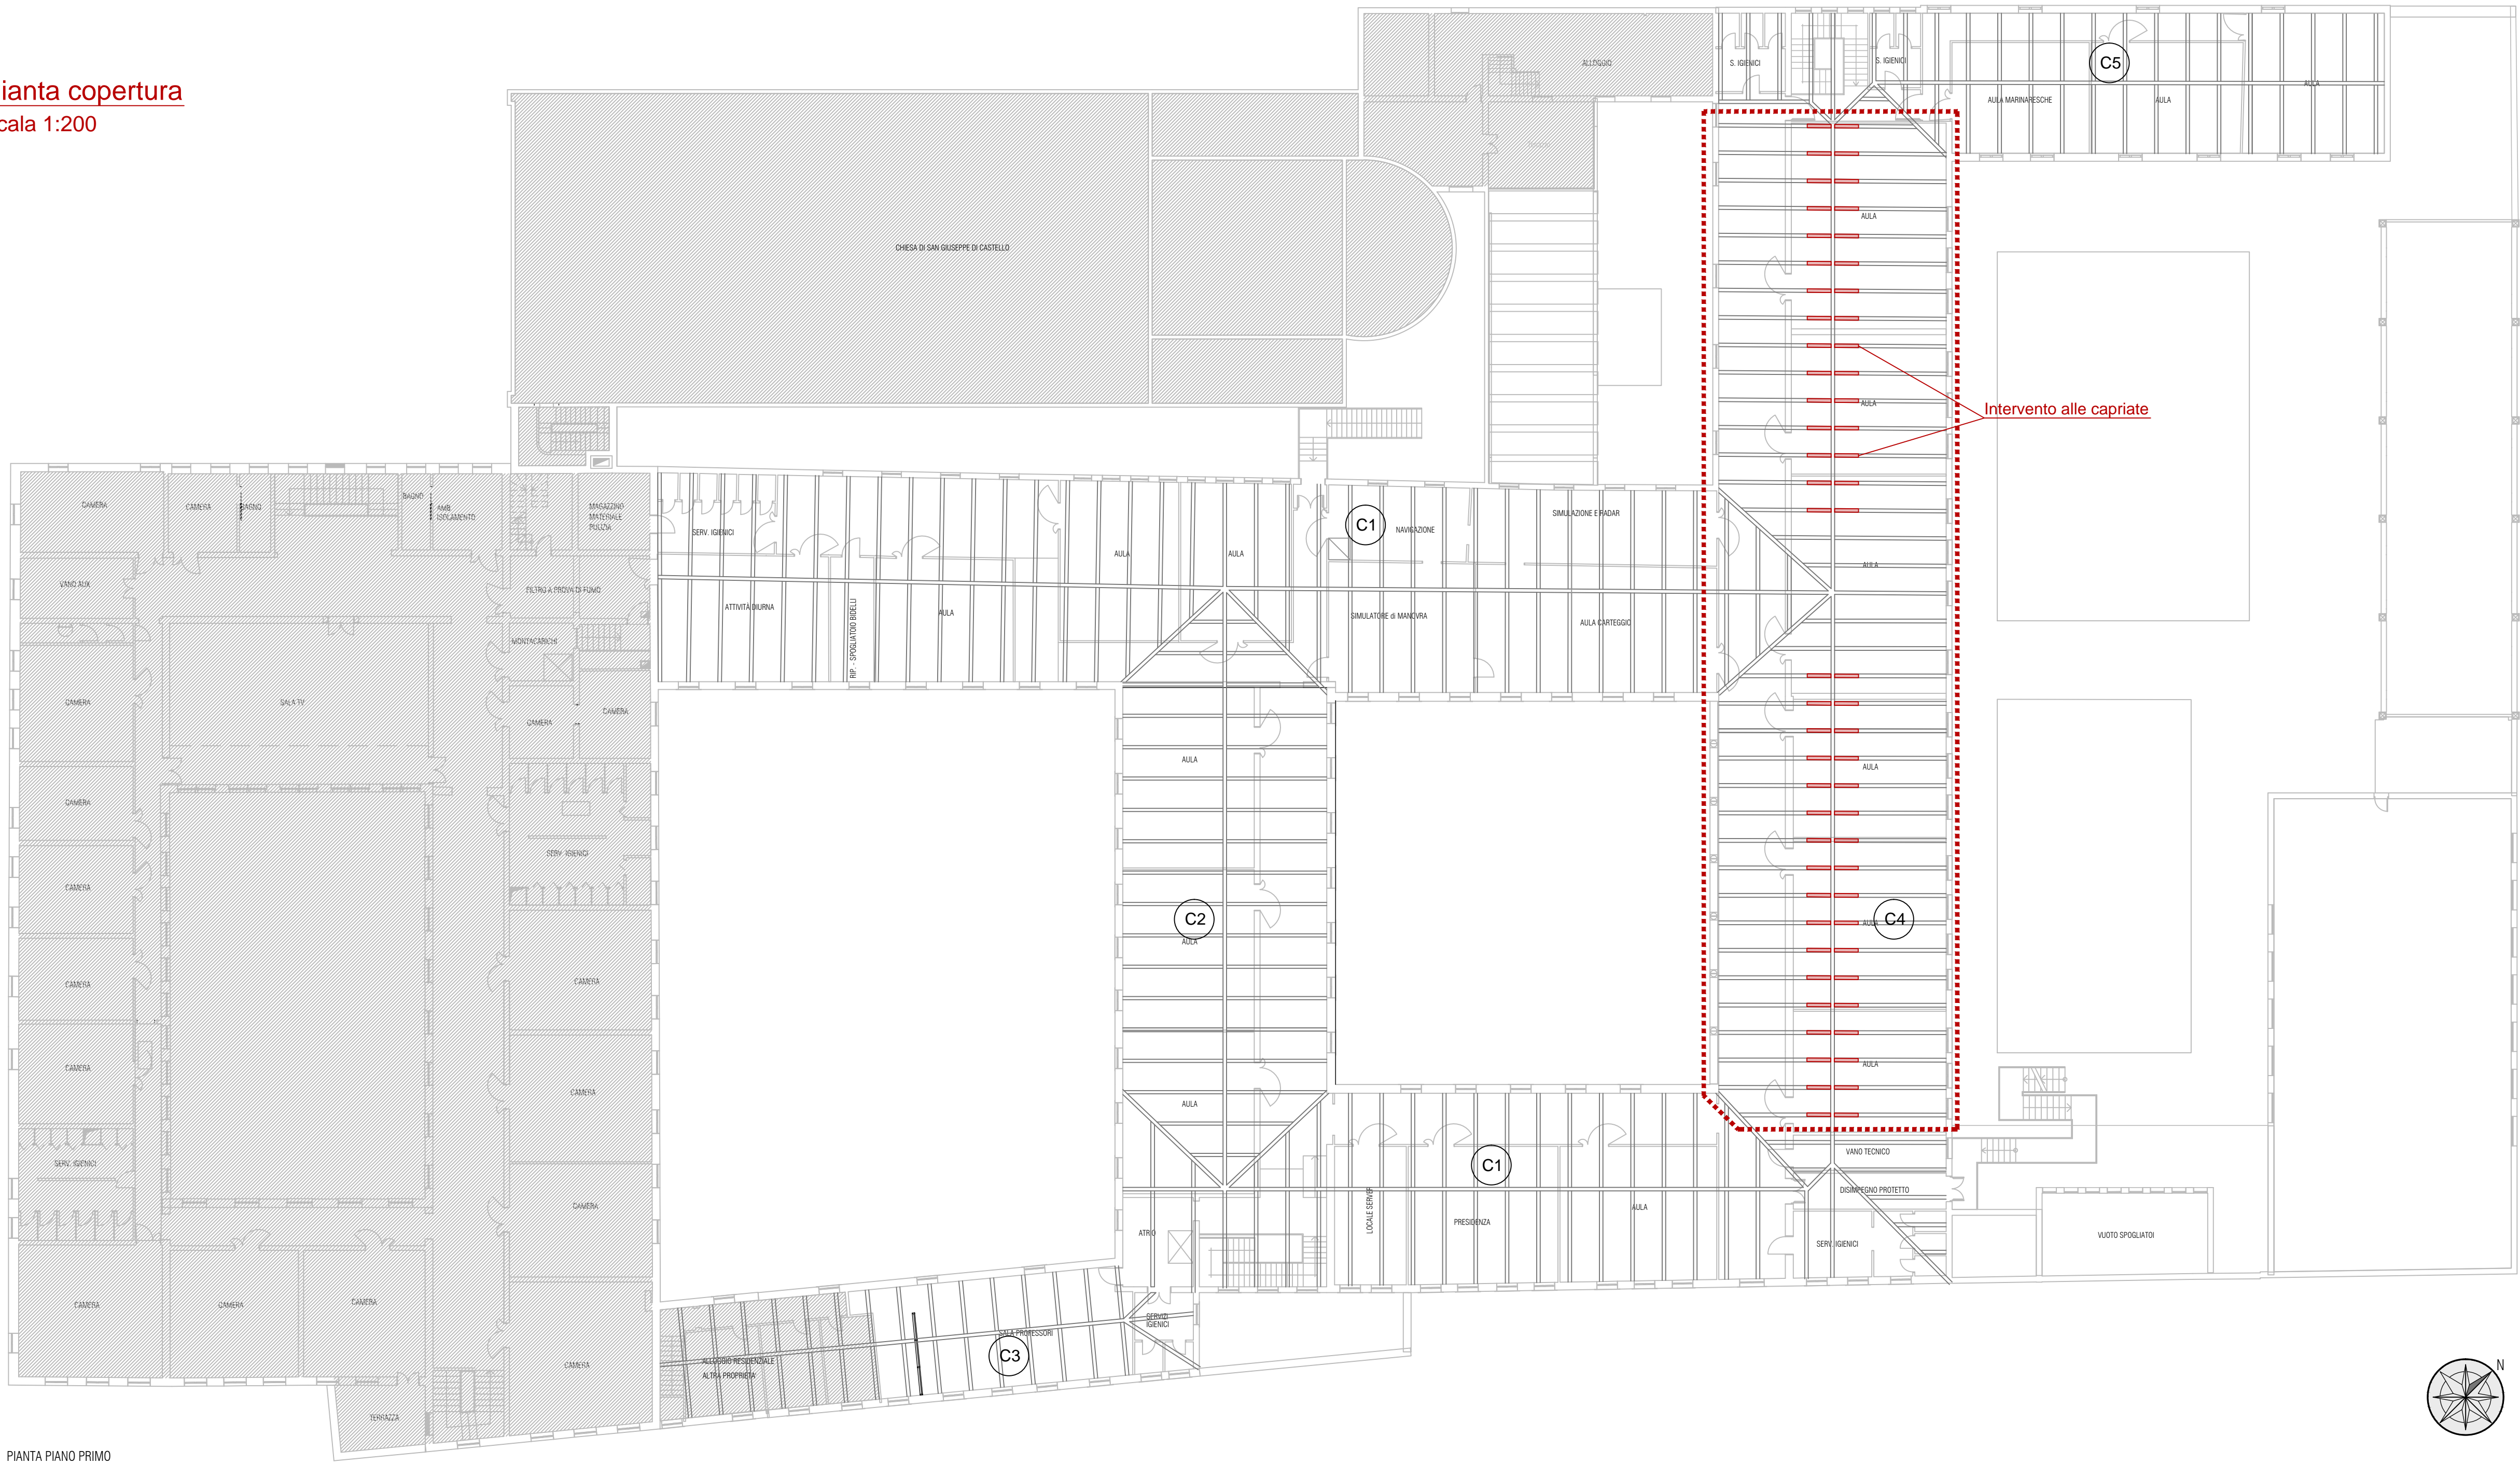 ianta copertura
cala 1:200
ALLOGGIO
S. IGIENICI
S. IGIENICI
C5
AULA MARINARESCHE
AULA
AULA
CHIESA DI SAN GIUSEPPE DI CASTELLO
AULA
AULA
Intervento alle capriate
CAMERA
CAMERA
BAGNO
BAGNO
AMB.
ISOLAMENTO
MAGAZZINO
MATERIALE
PULIZIA
SERV. IGIENICI
C1
NAVIGAZIONE
SIMULAZIONE E RADAR
AULA
AULA
AULA
VANO AUX
FILTRO A PROVA DI FUMO
ATTIVITÀ DIURNA
RIP. - SPOGLIATOIO BIDELLI
AULA
SIMULATORE di MANOVRA
AULA CARTEGGIO
MONTACARICHI
CAMERA
SALA TV
CAMERA
CAMERA
AULA
AULA
CAMERA
SERV. IGIENICI
CAMERA
C2
AULA
C4
AULA
CAMERA
CAMERA
CAMERA
CAMERA
AULA
AULA
SERV. IGIENICI
C1
VANO TECNICO
DISIMPEGNO PROTETTO
CAMERA
LOCALE SERVER
PRESIDENZA
AULA
ATRIO
SERV. IGIENICI
VUOTO SPOGLIATOI
CAMERA
CAMERA
CAMERA
SERVIZI
IGIENICI
SALA PROFESSORI
C3
ALLOGGIO RESIDENZIALE
ALTRA PROPRIETA'
CAMERA
TERRAZZA
N
PIANTA PIANO PRIMO